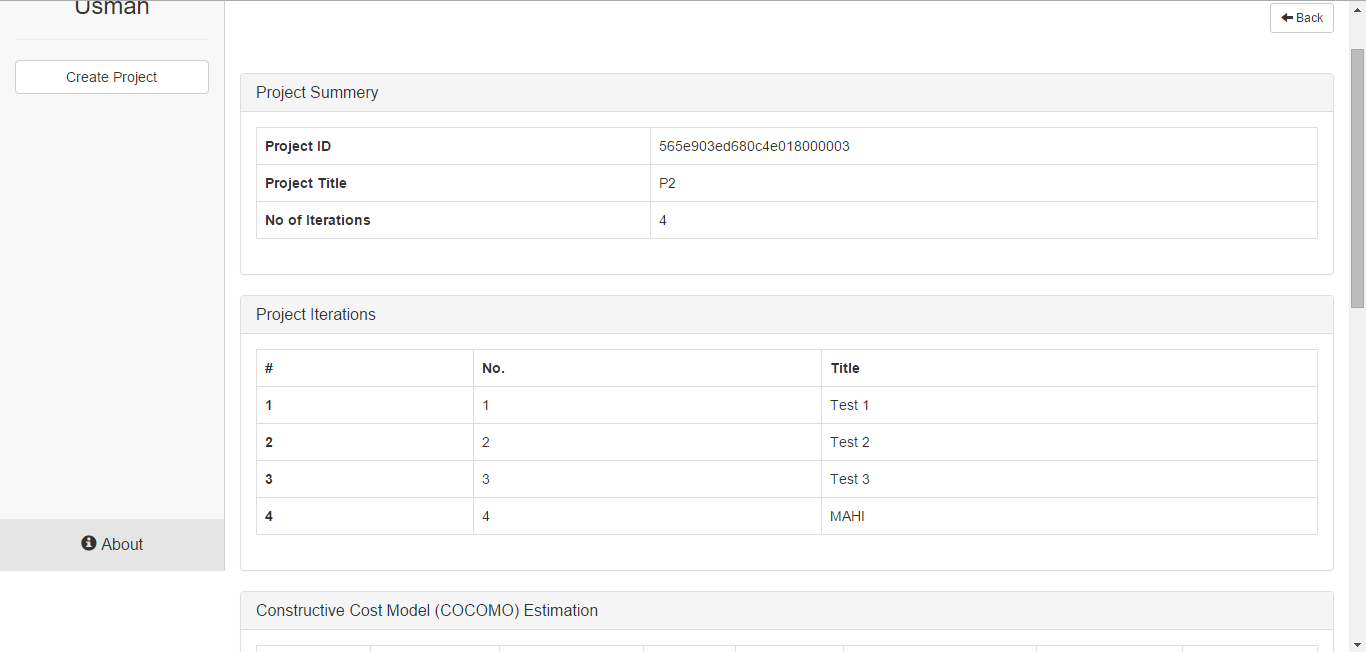 Usman
Back
Create Project
Project Summery
Project ID 565e903ed680c4e018000003
Project Title P2
No of Iterations 4
Project Iterations
# No. Title
1 1 Test 1
2 2 Test 2
3 3 Test 3
4 4 MAHI
About
Constructive Cost Model (COCOMO) Estimation